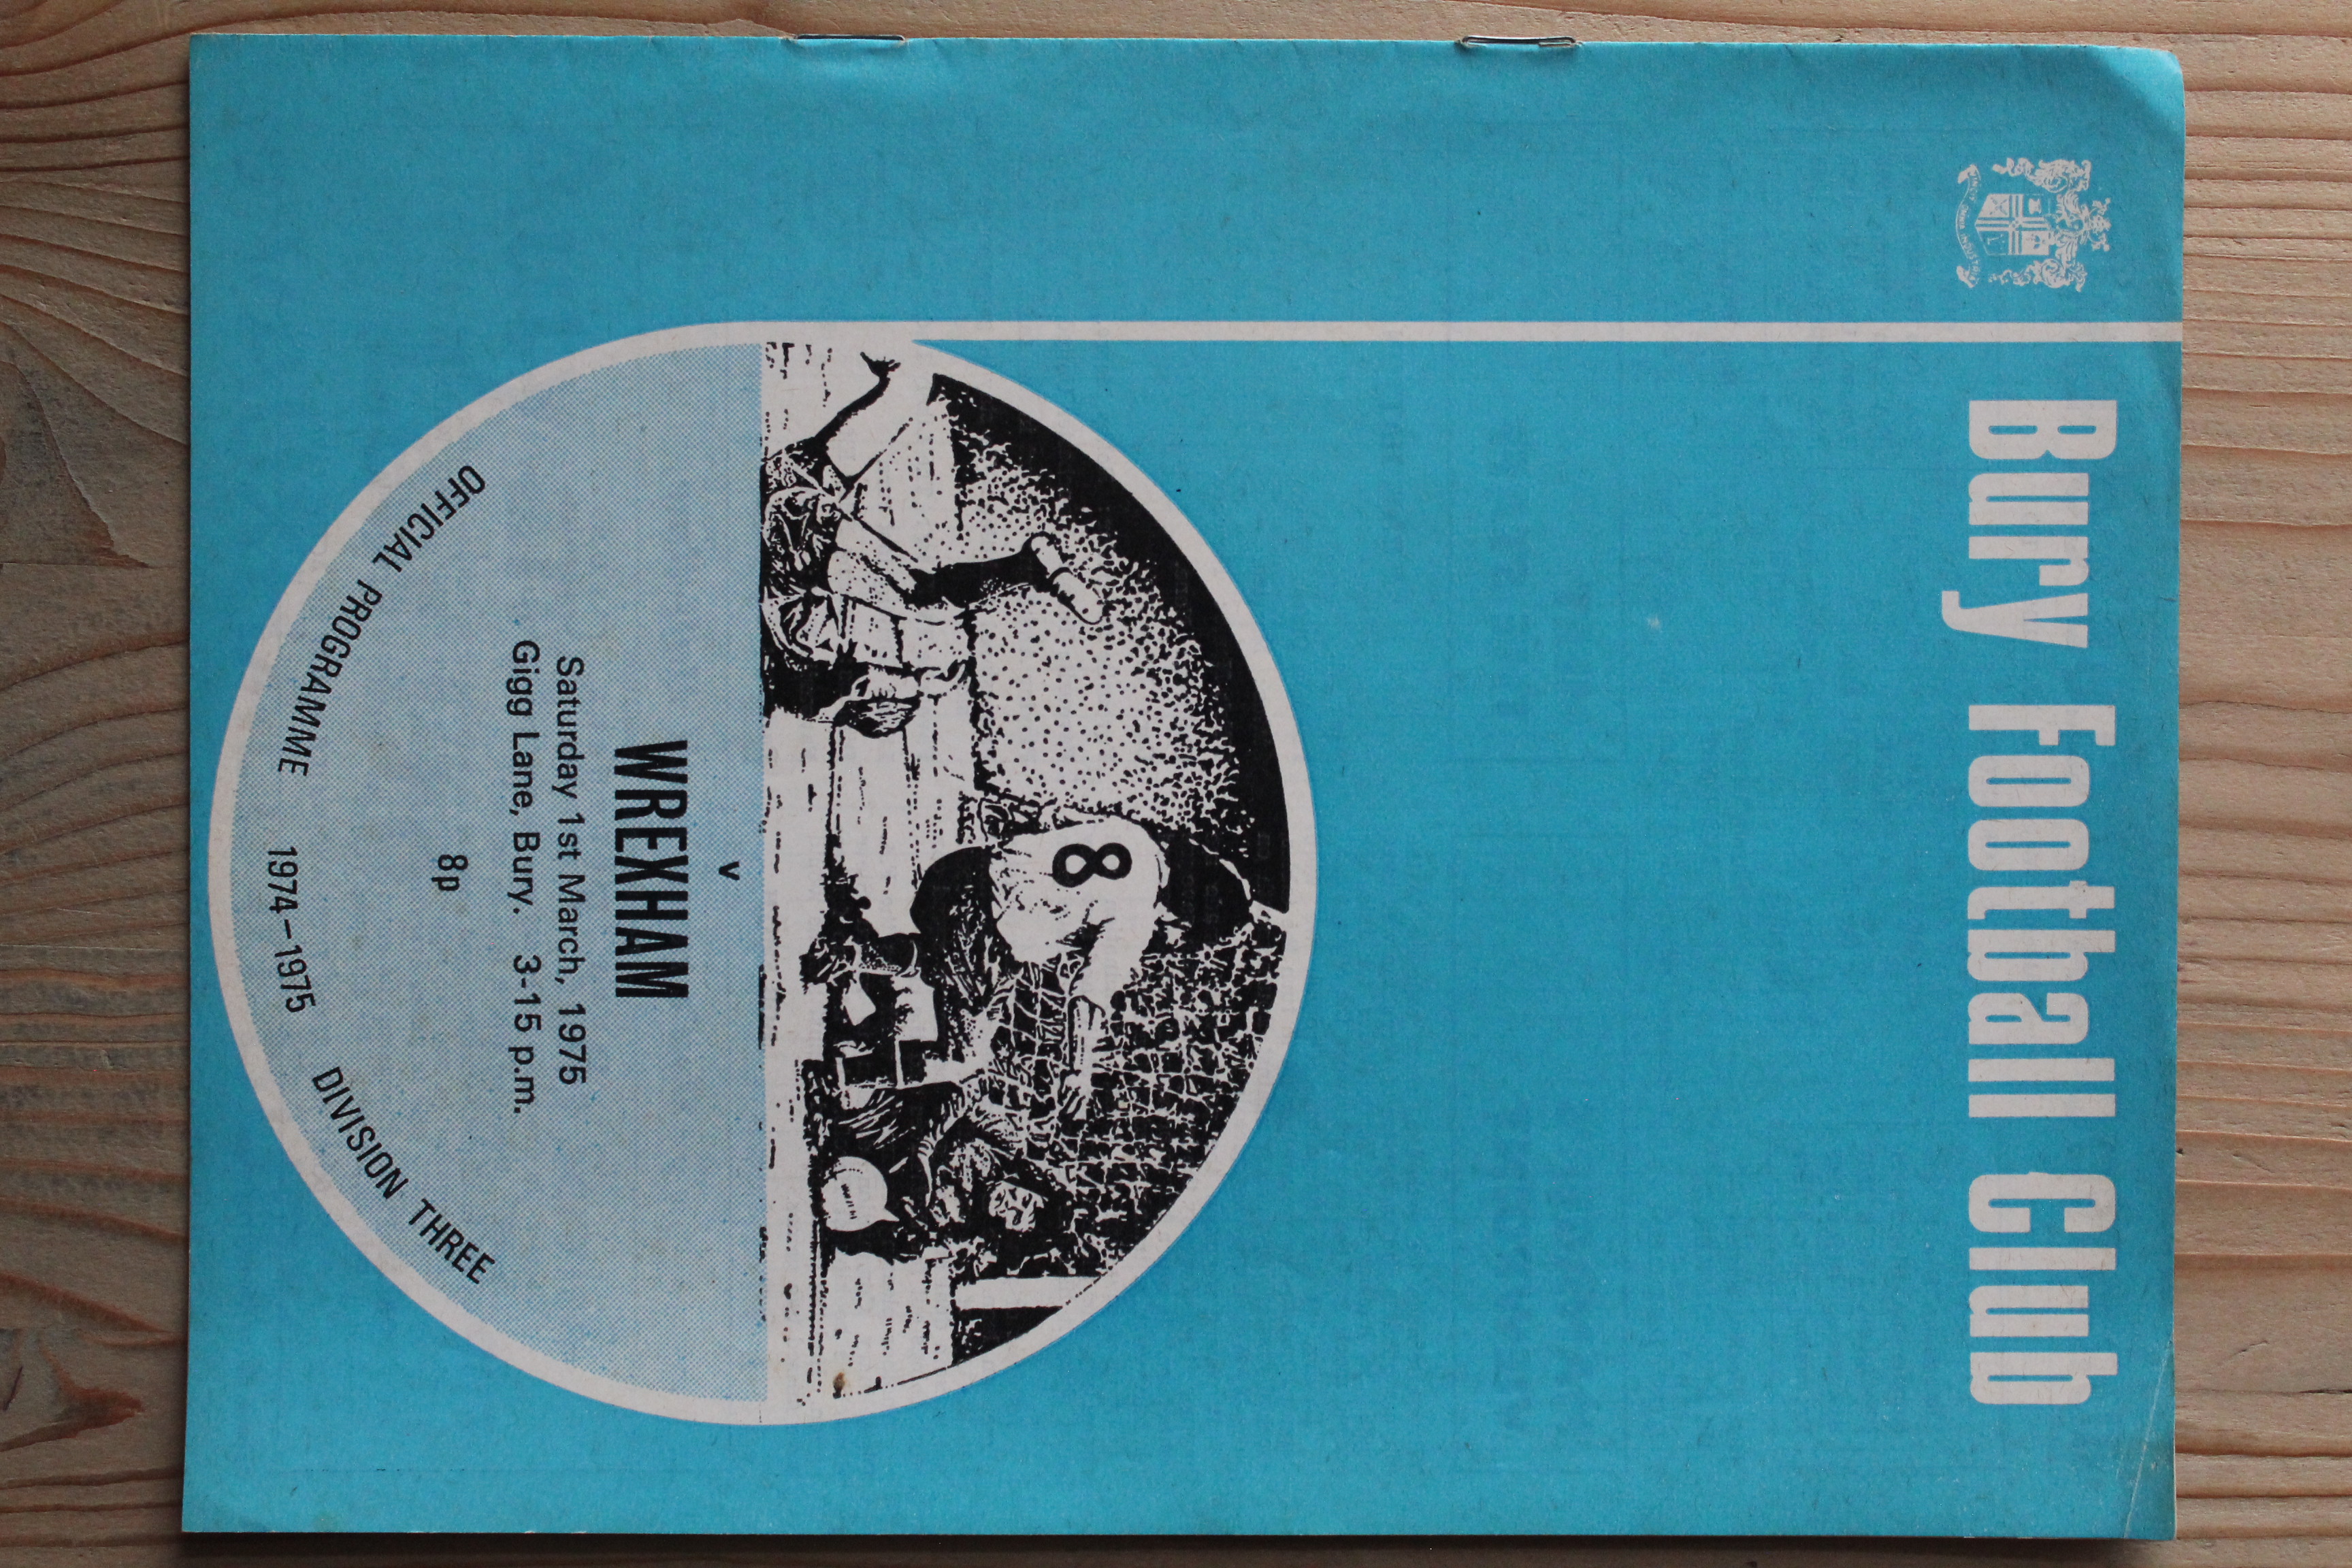 Bury Football Club
8
v
WREXHAM
Saturday 1st March, 1975
Gigg Lane, Bury. 3-15 p.m.
8p
OFFICIAL PROGRAMME 1974-1975 DIVISION THREE